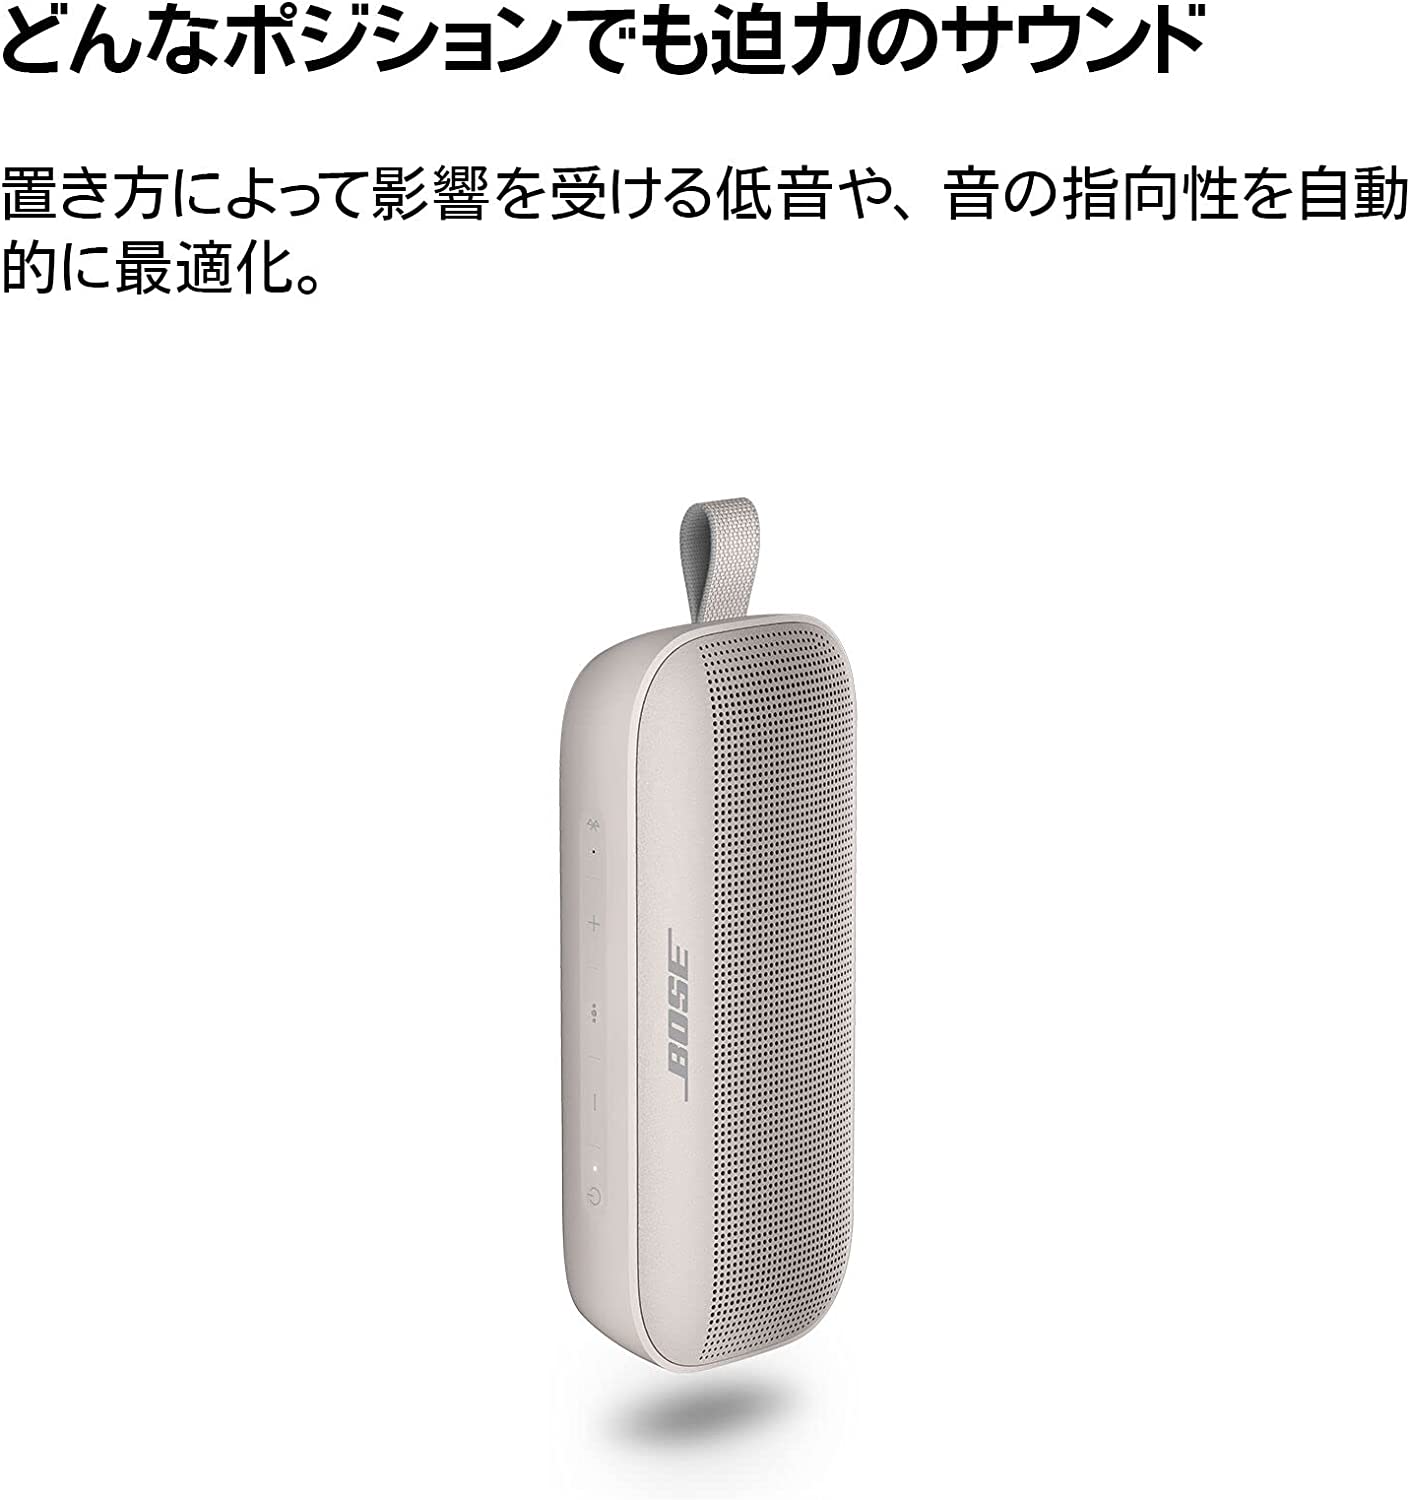 どんなポジションでも迫力のサウンド
置き方によって影響を受ける低音や、音の指向性を自動
的に最適化。
BOSE